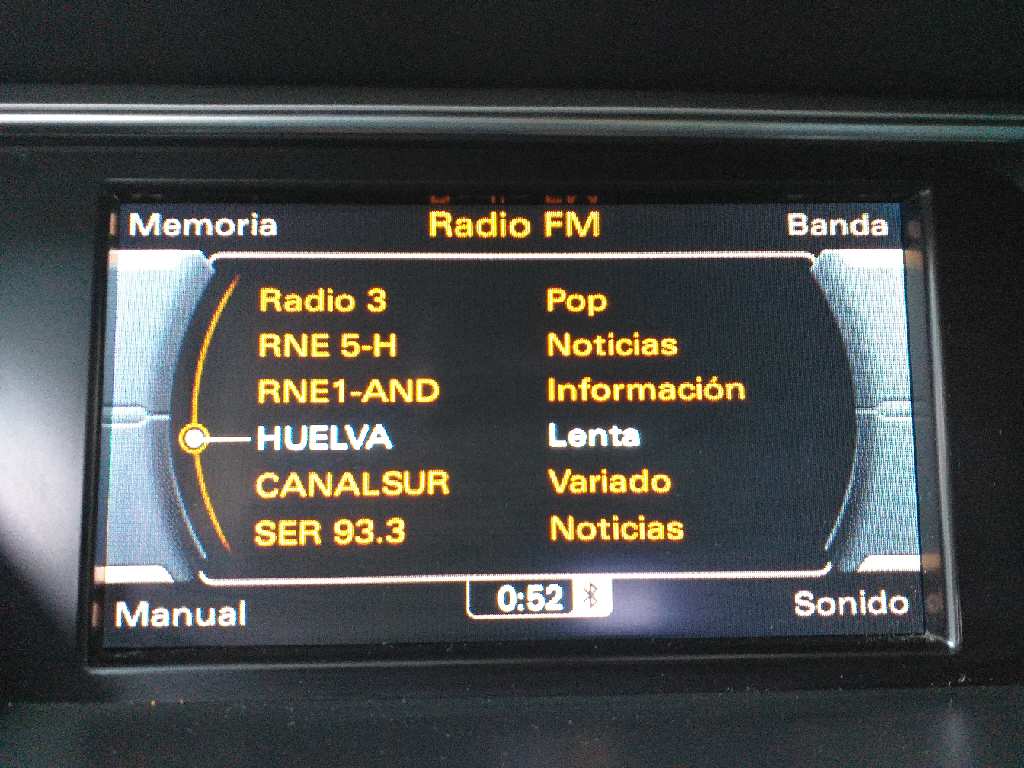 Memoria Radio FM Banda
Radio 3 Pop
RNE 5-H Noticias
RNE1-AND Información
HUELVA Lenta
CANALSUR Variado
SER 93.3 Noticias
Manual 0:52 Sonido